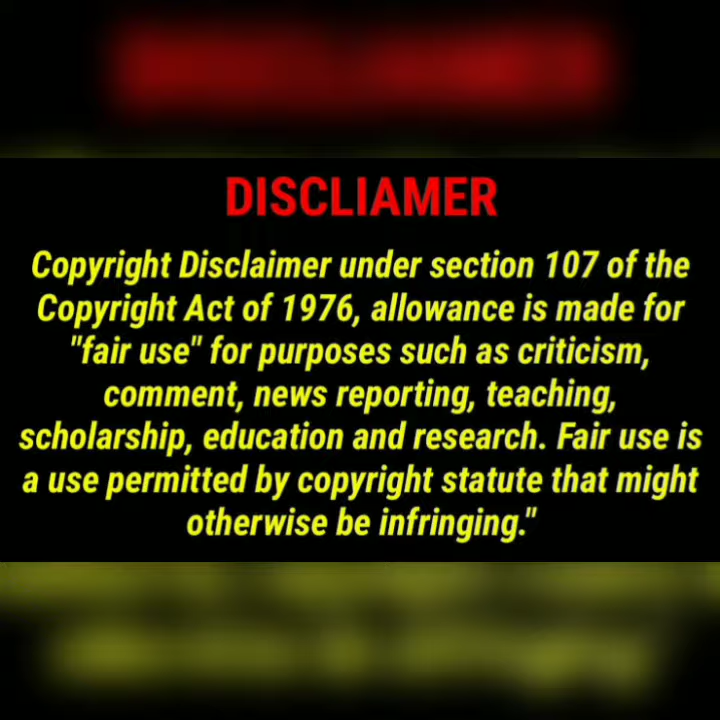 DISCLIAMER
Copyright Disclaimer under section 107 of the
Copyright Act of 1976, allowance is made for
"fair use" for purposes such as criticism,
comment, news reporting, teaching,
scholarship, education and research. Fair use is
a use permitted by copyright statute that might
otherwise be infringing."